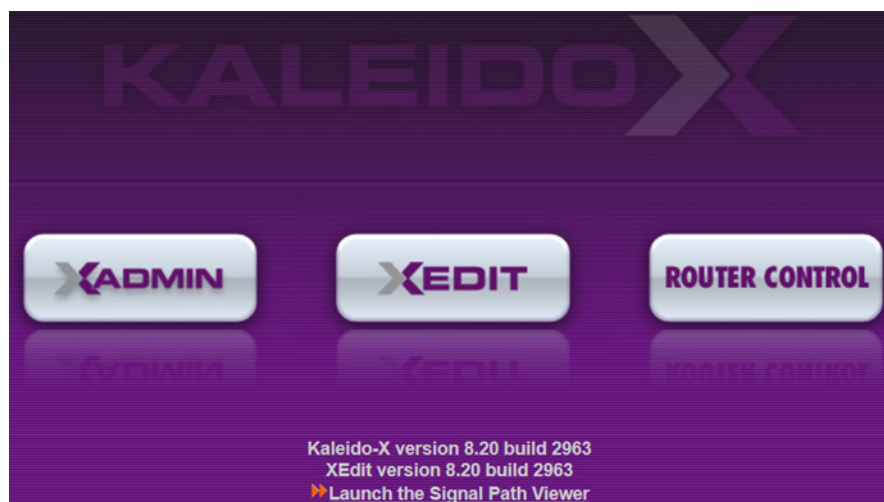 KALEIDOX
XADMIN
XEDIT
ROUTER CONTROL
Kaleido-X version 8.20 build 2963
XEdit version 8.20 build 2963
Launch the Signal Path Viewer